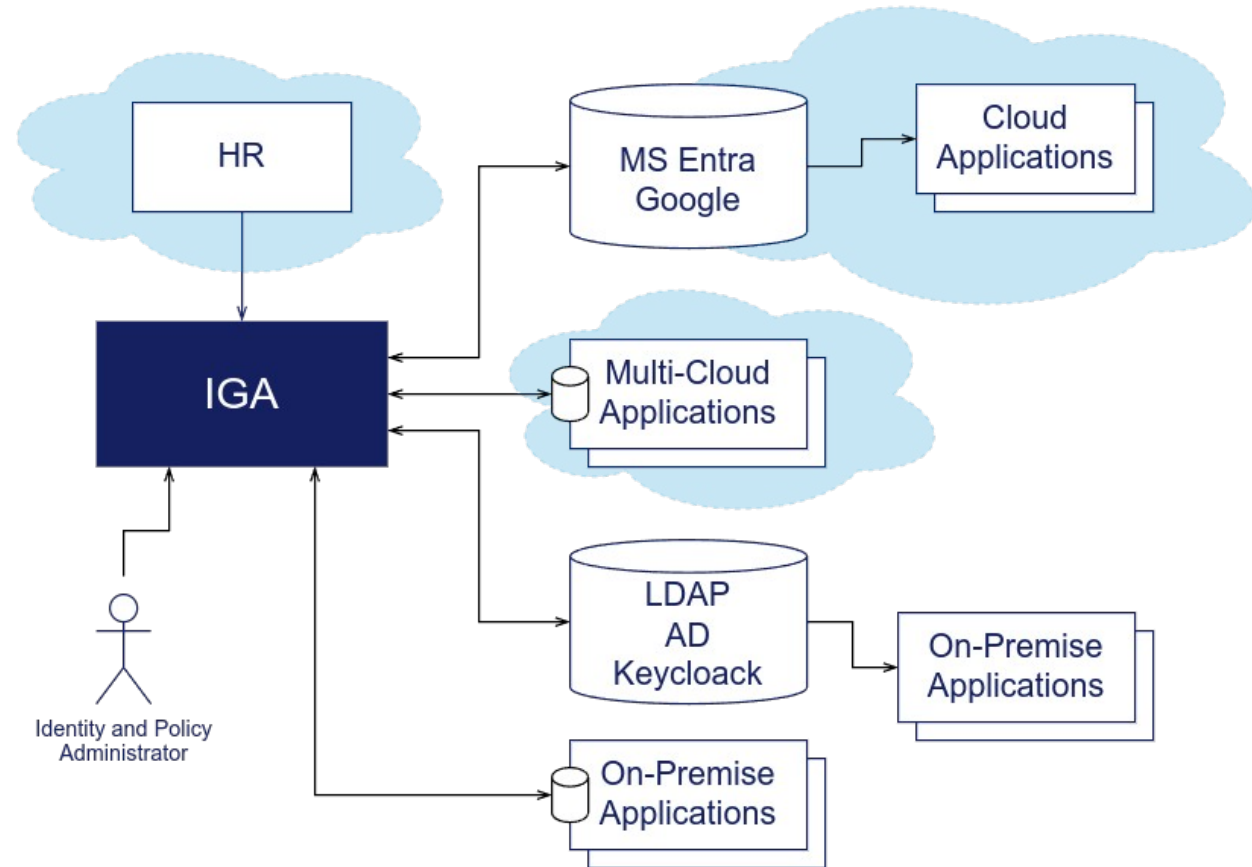 HR
MS Entra
Google
Cloud
Applications
IGA
Multi-Cloud
Applications
LDAP
AD
Keycloack
On-Premise
Applications
Identity and Policy
Administrator
On-Premise
Applications